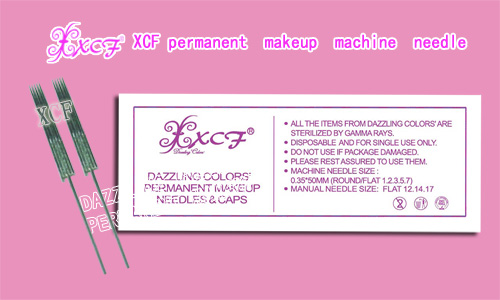 XCF® XCF permanent makeup machine needle
XCF
XCF®
Dazzling Colors
DAZZLING COLORS'
PERMANENT MAKEUP
NEEDLES & CAPS
• ALL THE ITEMS FROM DAZZLING COLORS' ARE
STERILIZED BY GAMMA RAYS.
• DISPOSABLE AND FOR SINGLE USE ONLY.
• DO NOT USE IF PACKAGE DAMAGED.
• PLEASE REST ASSURED TO USE THEM.
• MACHINE NEEDLE SIZE :
0.35*50MM (ROUND/FLAT 1.2.3.5.7)
• MANUAL NEEDLE SIZE: FLAT 12.14.17